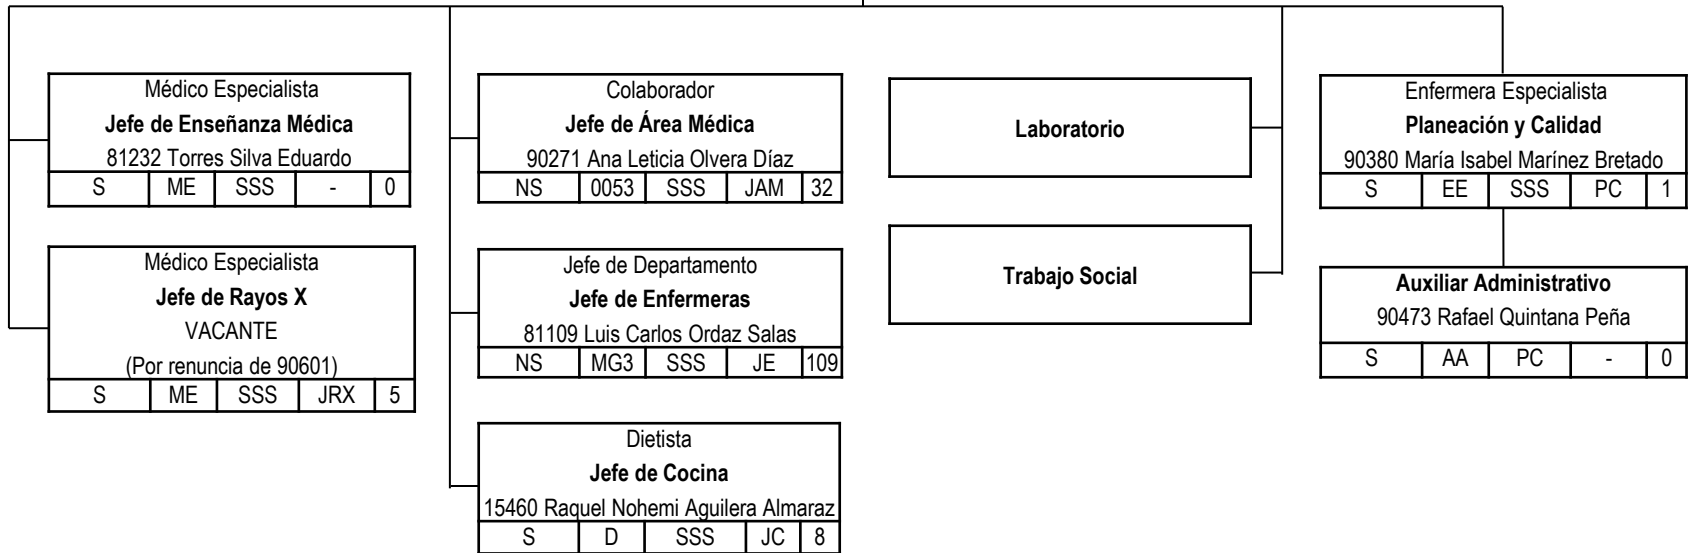 Médico Especialista
Jefe de Enseñanza Médica
81232 Torres Silva Eduardo
S ME SSS - 0
Médico Especialista
Jefe de Rayos X
VACANTE
(Por renuncia de 90601)
S ME SSS JRX 5
Colaborador
Jefe de Área Médica
90271 Ana Leticia Olvera Díaz
NS 0053 SSS JAM 32
Jefe de Departamento
Jefe de Enfermeras
81109 Luis Carlos Ordaz Salas
NS MG3 SSS JE 109
Dietista
Jefe de Cocina
15460 Raquel Nohemi Aguilera Almaraz
S D SSS JC 8
Laboratorio
Trabajo Social
Enfermera Especialista
Planeación y Calidad
90380 María Isabel Marínez Bretado
S EE SSS PC 1
Auxiliar Administrativo
90473 Rafael Quintana Peña
S AA PC - 0